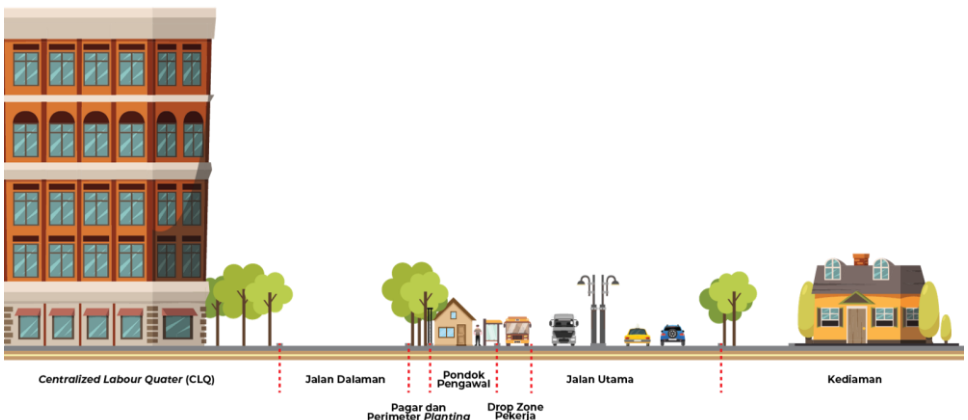 Centralized Labour Quater (CLQ)
Jalan Dalaman
Pagar dan
Perimeter Planting
Pondok
Pengawal
Drop Zone
Pekerja
Jalan Utama
Kediaman